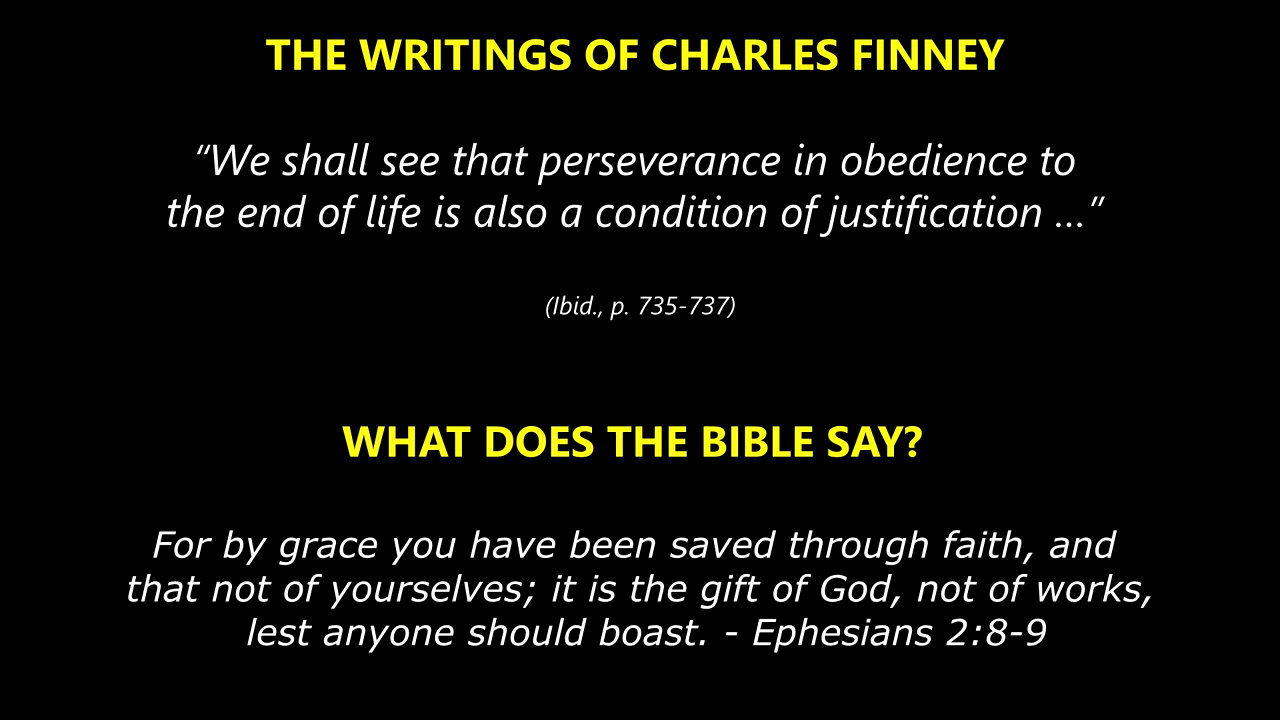 THE WRITINGS OF CHARLES FINNEY
“We shall see that perseverance in obedience to
the end of life is also a condition of justification ...”
(Ibid., p. 735-737)
WHAT DOES THE BIBLE SAY?
For by grace you have been saved through faith, and
that not of yourselves; it is the gift of God, not of works,
lest anyone should boast. - Ephesians 2:8-9